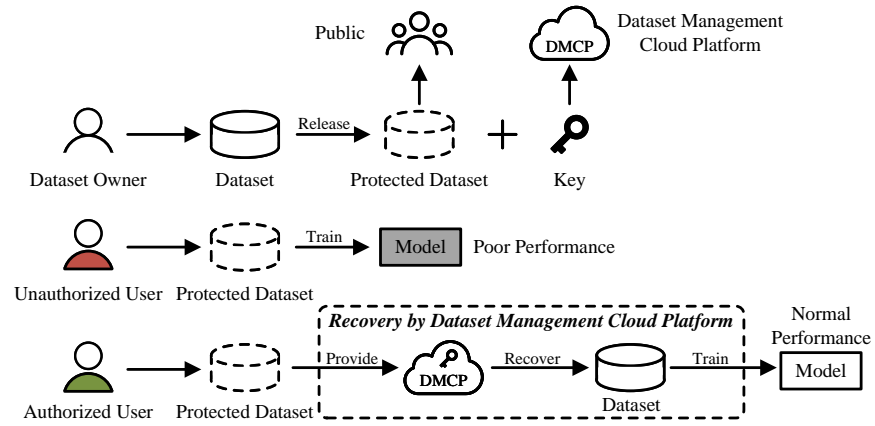 Public
DMCP
Dataset Management
Cloud Platform
Release
Dataset Owner
Dataset
Protected Dataset
Key
Train
Model
Poor Performance
Unauthorized User
Protected Dataset
Recovery by Dataset Management Cloud Platform
Normal
Performance
Provide
DMCP
Recover
Train
Model
Authorized User
Protected Dataset
Dataset